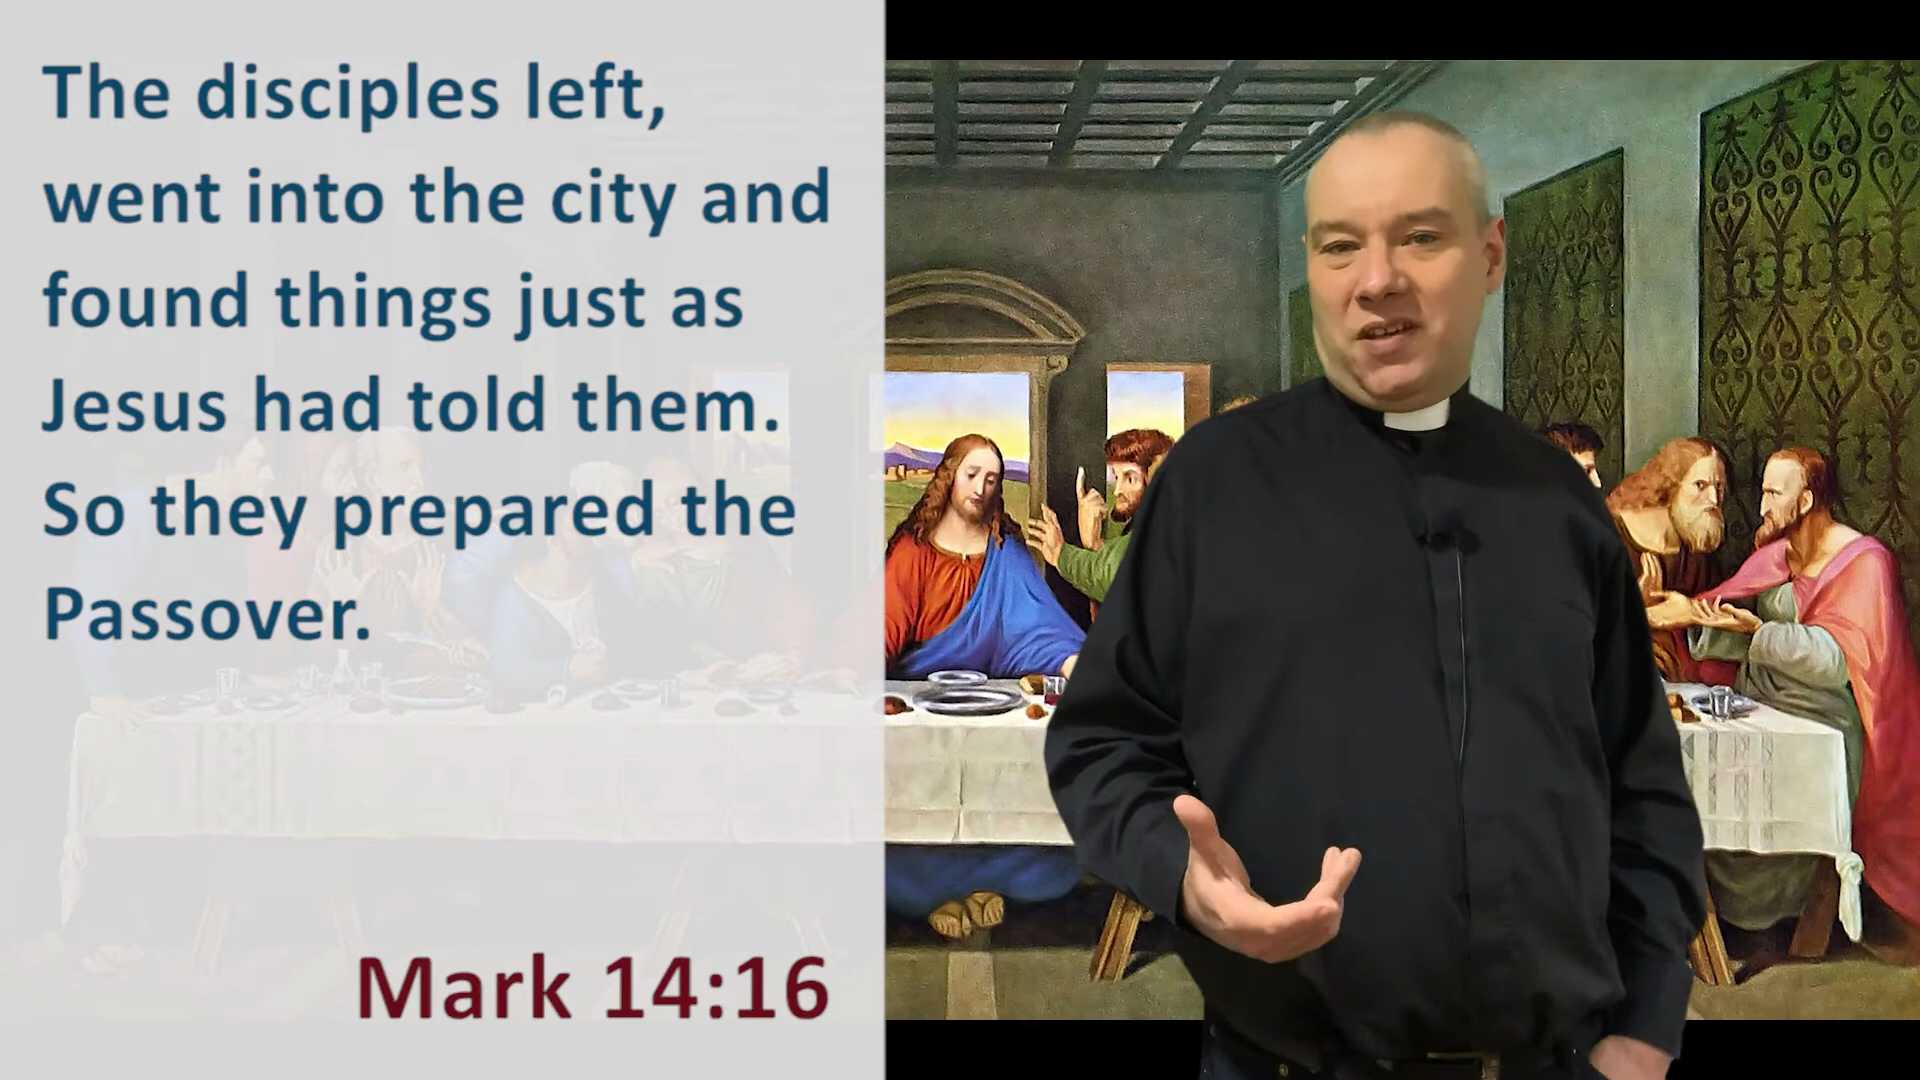 The disciples left,
went into the city and
found things just as
Jesus had told them.
So they prepared the
Passover.
Mark 14:16